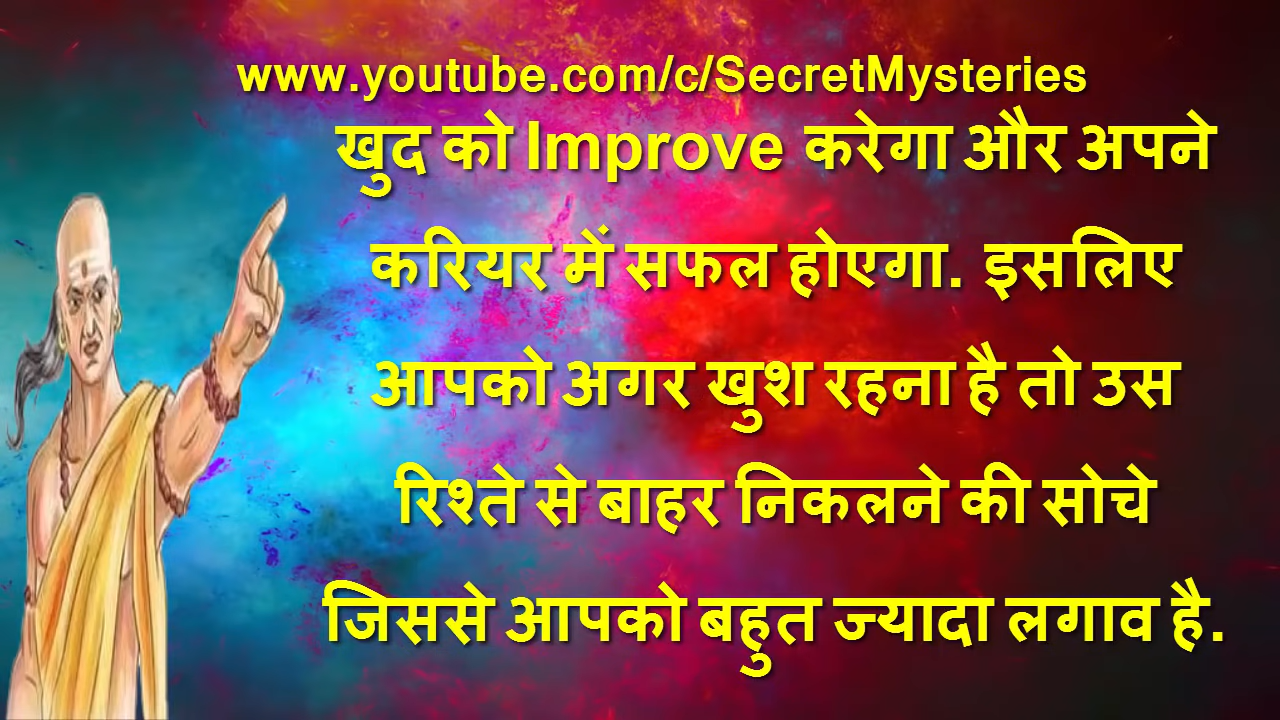 www.youtube.com/c/SecretMysteries
खुद को Improve करेगा और अपने
करियर में सफल होएगा. इसलिए
आपको अगर खुश रहना है तो उस
रिश्ते से बाहर निकलने की सोचे
जिससे आपको बहुत ज्यादा लगाव है.